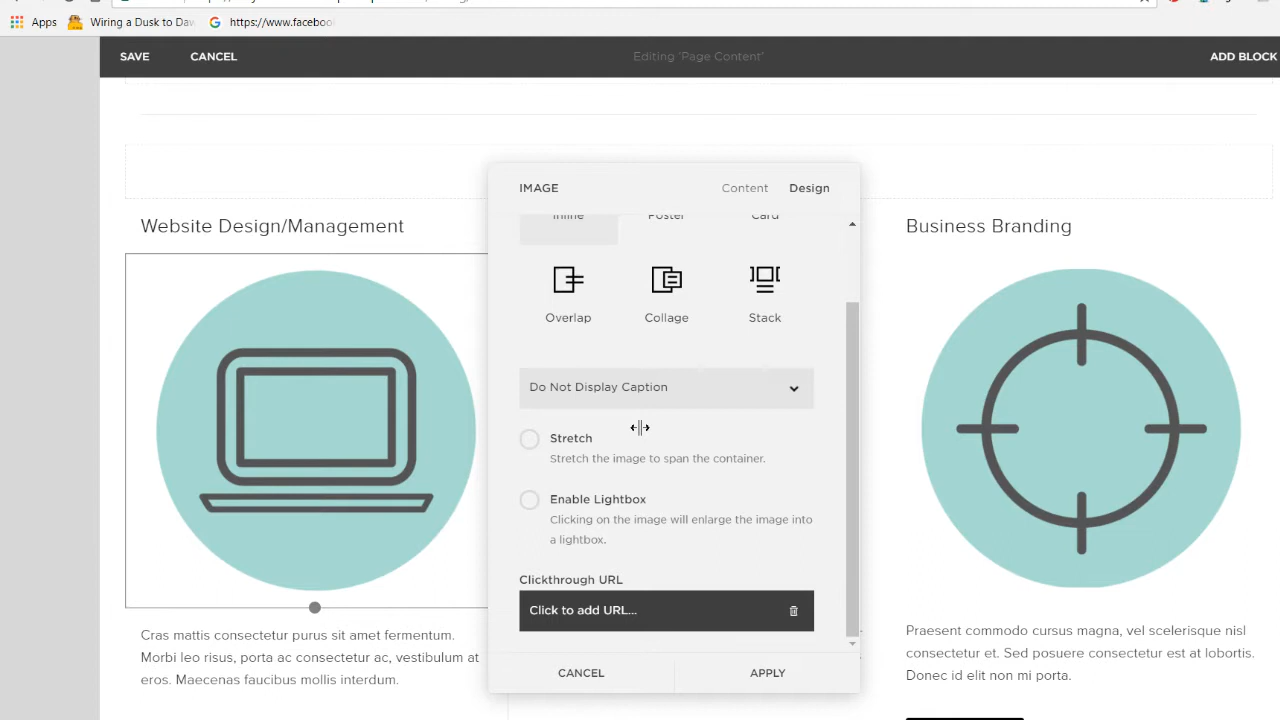 Apps
Wiring a Dusk to Daw
https://www.faceboo
SAVE
CANCEL
Editing "Page Content"
ADD BLOCK
IMAGE
Content
Design
Inline
Poster
Card
Website Design/Management
Business Branding
Overlap
Collage
Stack
Do Not Display Caption
Stretch
Stretch the image to span the container.
Enable Lightbox
Clicking on the image will enlarge the image into
a lightbox.
Clickthrough URL
Click to add URL...
CANCEL
APPLY
Cras mattis consectetur purus sit amet fermentum.
Morbi leo risus, porta ac consectetur ac, vestibulum at
eros. Maecenas faucibus mollis interdum.
Praesent commodo cursus magna, vel scelerisque nisl
consectetur et. Sed posuere consectetur est at lobortis.
Donec id elit non mi porta.